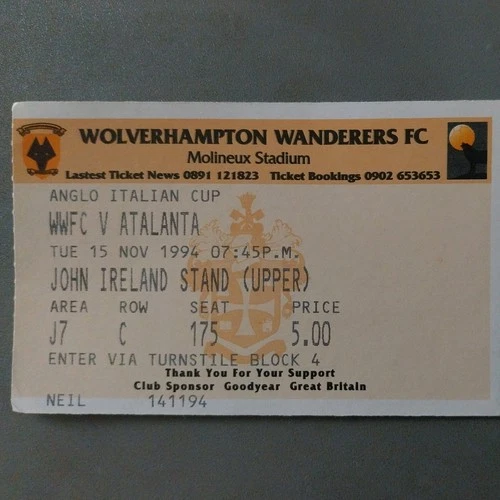 WOLVERHAMPTON WANDERERS FC
Molineux Stadium
Lastest Ticket News 0891 121823 Ticket Bookings 0902 653653
ANGLO ITALIAN CUP
WWFC V ATALANTA
TUE 15 NOV 1994 07:45P.M.
JOHN IRELAND STAND (UPPER)
AREA ROW SEAT PRICE
J7 C 175 5.00
ENTER VIA TURNSTILE BLOCK 4
Thank You For Your Support
Club Sponsor Goodyear Great Britain
NEIL 141194